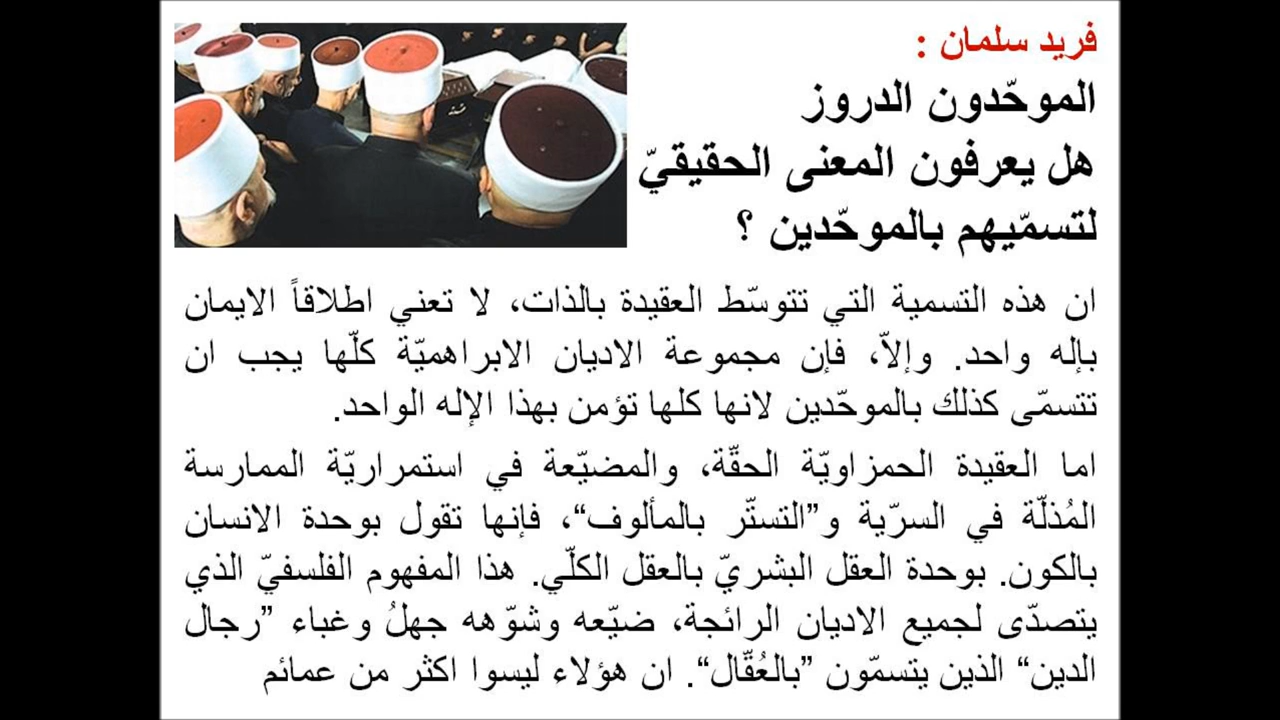 فريد سلمان :
الموحّدون الدروز
هل يعرفون المعنى الحقيقيّ
لتسمّيهم بالموحّدين ؟
ان هذه التسمية التي تتوسّط العقيدة بالذات، لا تعني اطلاقاً الايمان
بإله واحد. وإلاّ، فإن مجموعة الاديان الابراهميّة كلّها يجب ان
تتسمّى كذلك بالموحّدين لانها كلها تؤمن بهذا الإله الواحد.
اما العقيدة الحمزاويّة الحقّة، والمضيّعة في استمراريّة الممارسة
المُذلّة في السرّية و”التستّر بالمألوف“، فإنها تقول بوحدة الانسان
بالكون. بوحدة العقل البشريّ بالعقل الكلّي. هذا المفهوم الفلسفيّ الذي
يتصدّى لجميع الاديان الرائجة، ضيّعه وشوّهه جهلُ وغباء ”رجال
الدين“ الذين يتسمّون ”بالعُقّال“. ان هؤلاء ليسوا اكثر من عمائم